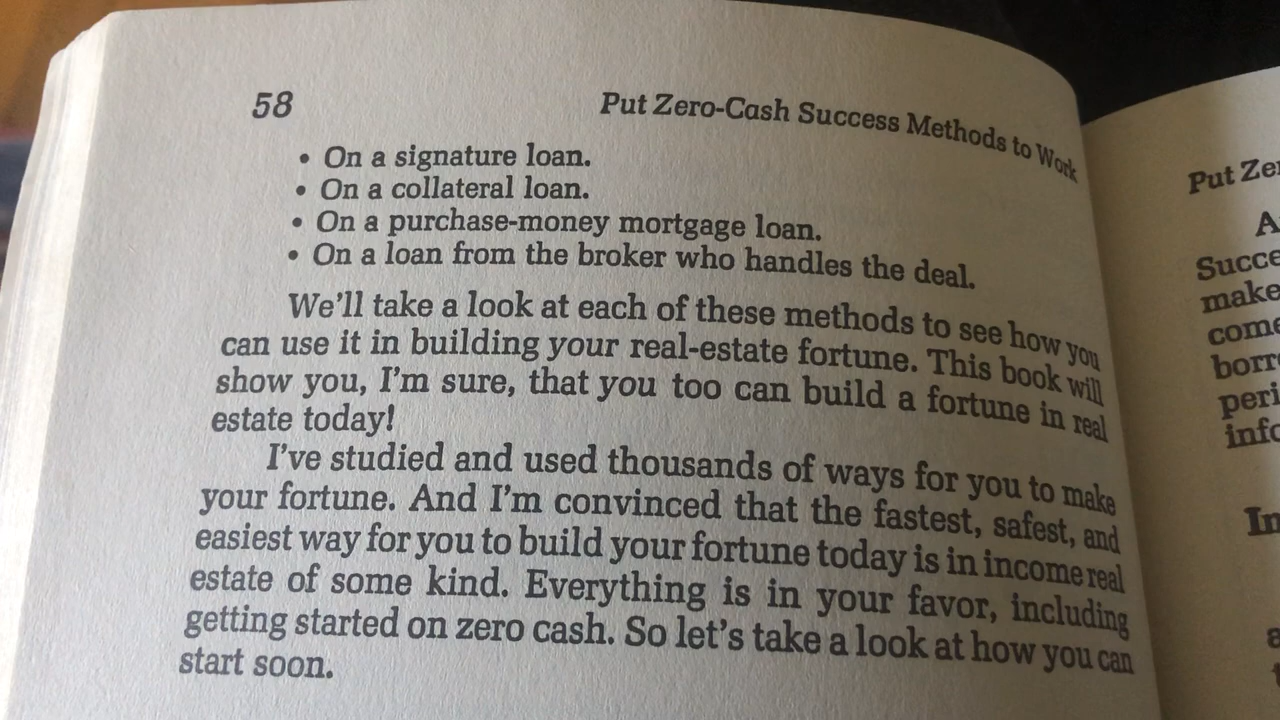 58
Put Zero-Cash Success Methods to Work
• On a signature loan.
• On a collateral loan.
• On a purchase-money mortgage loan.
• On a loan from the broker who handles the deal.
We'll take a look at each of these methods to see how you
can use it in building your real-estate fortune. This book will
show you, I'm sure, that you too can build a fortune in real
estate today!
I've studied and used thousands of ways for you to make
your fortune. And I'm convinced that the fastest, safest, and
easiest way for you to build your fortune today is in income real
estate of some kind. Everything is in your favor, including
getting started on zero cash. So let's take a look at how you can
start soon.
Put
A
make